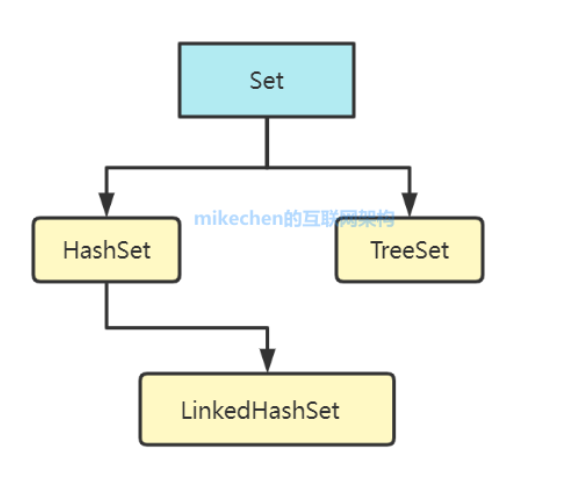 Set
mikechen的互联网架构
HashSet
TreeSet
LinkedHashSet